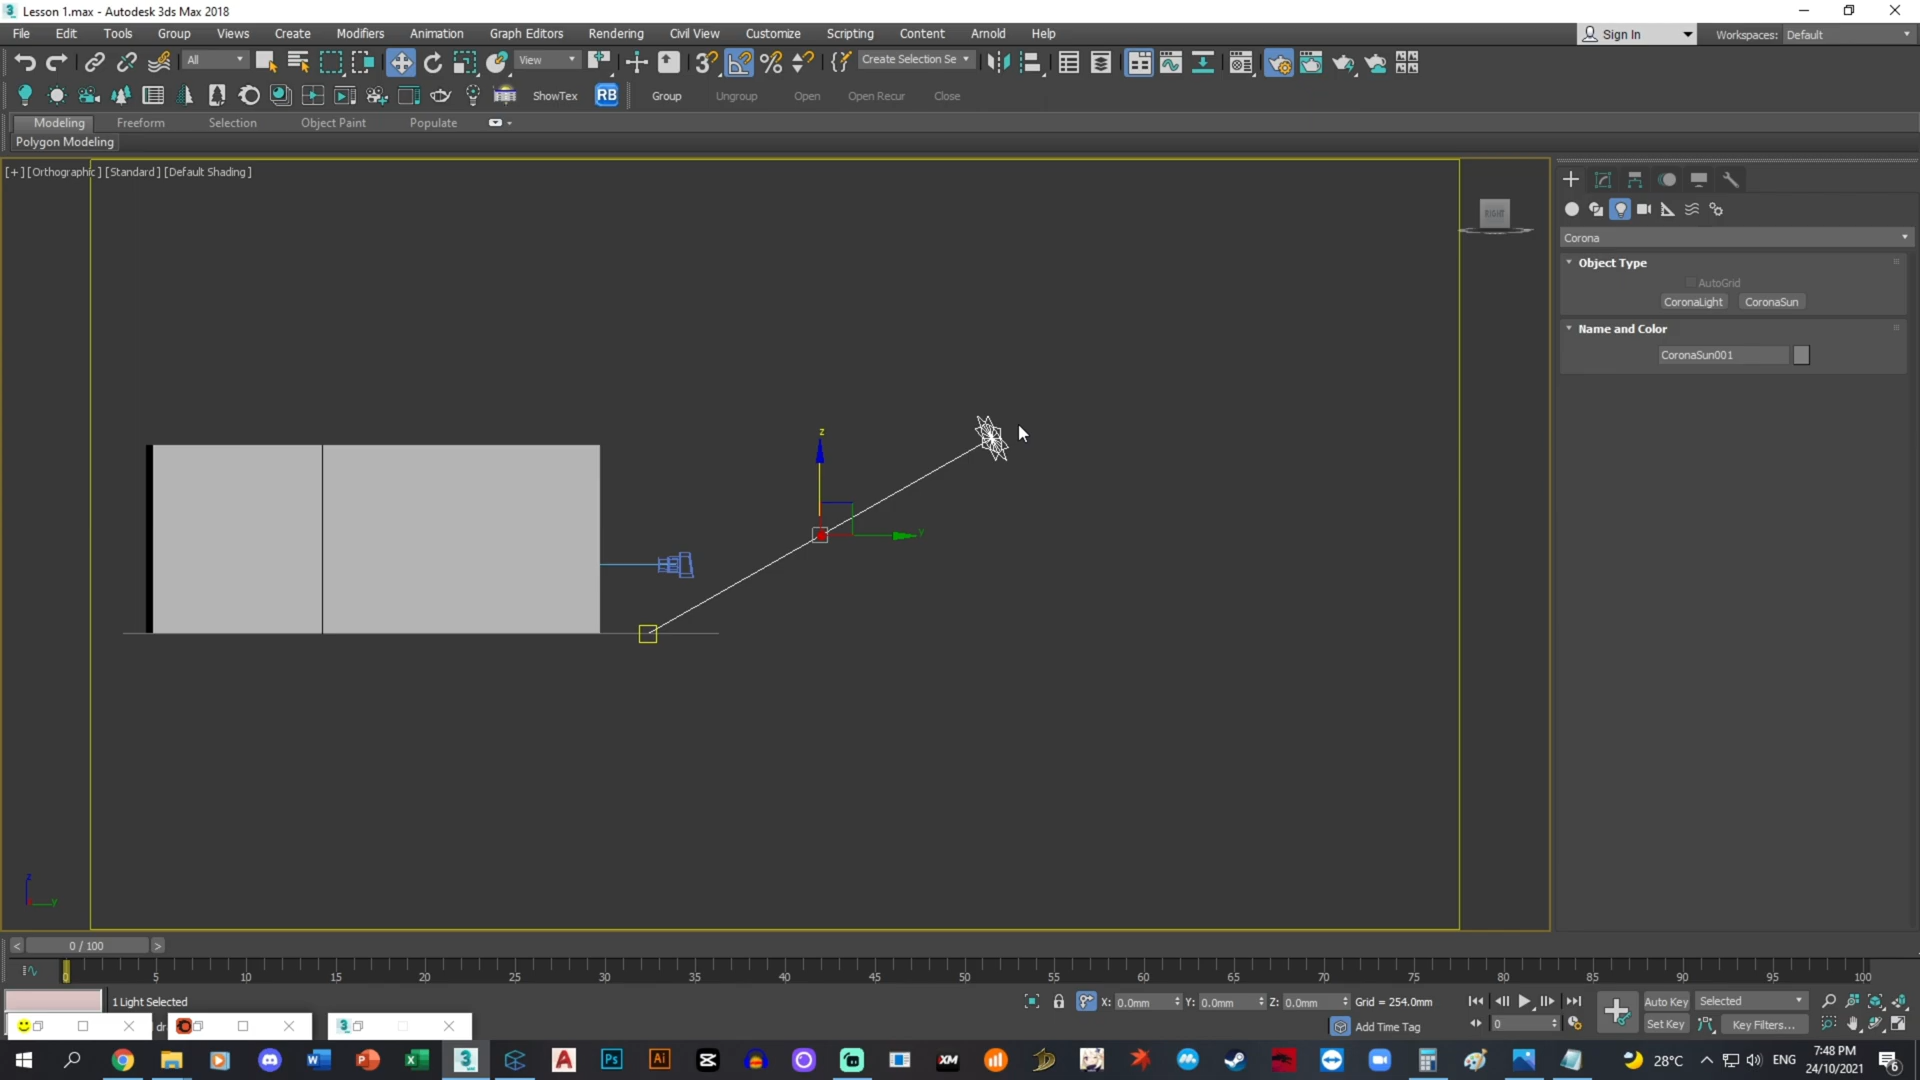 Lesson 1.max - Autodesk 3ds Max 2018
File Edit Tools Group Views Create Modifiers Animation Graph Editors Rendering Civil View Customize Scripting Content Arnold Help
Sign In
Workspaces: Default
All
View
Create Selection Se
ShowTex
RB
Group Ungroup Open Open Recur Close
Modeling Freeform Selection Object Paint Populate
Polygon Modeling
[+] [Orthographic] [Standard] [Default Shading]
RIGHT
z
y
z
y
Corona
Object Type
AutoGrid
CoronaLight CoronaSun
Name and Color
CoronaSun001
< 0 / 100 >
0 5 10 15 20 25 30 35 40 45 50 55 60 65 70 75 80 85 90 95 100
1 Light Selected
X: 0.0mm Y: 0.0mm Z: 0.0mm Grid = 254.0mm
Auto Key Selected
Add Time Tag
0
Set Key Key Filters...
28°C
ENG
7:48 PM
24/10/2021
6